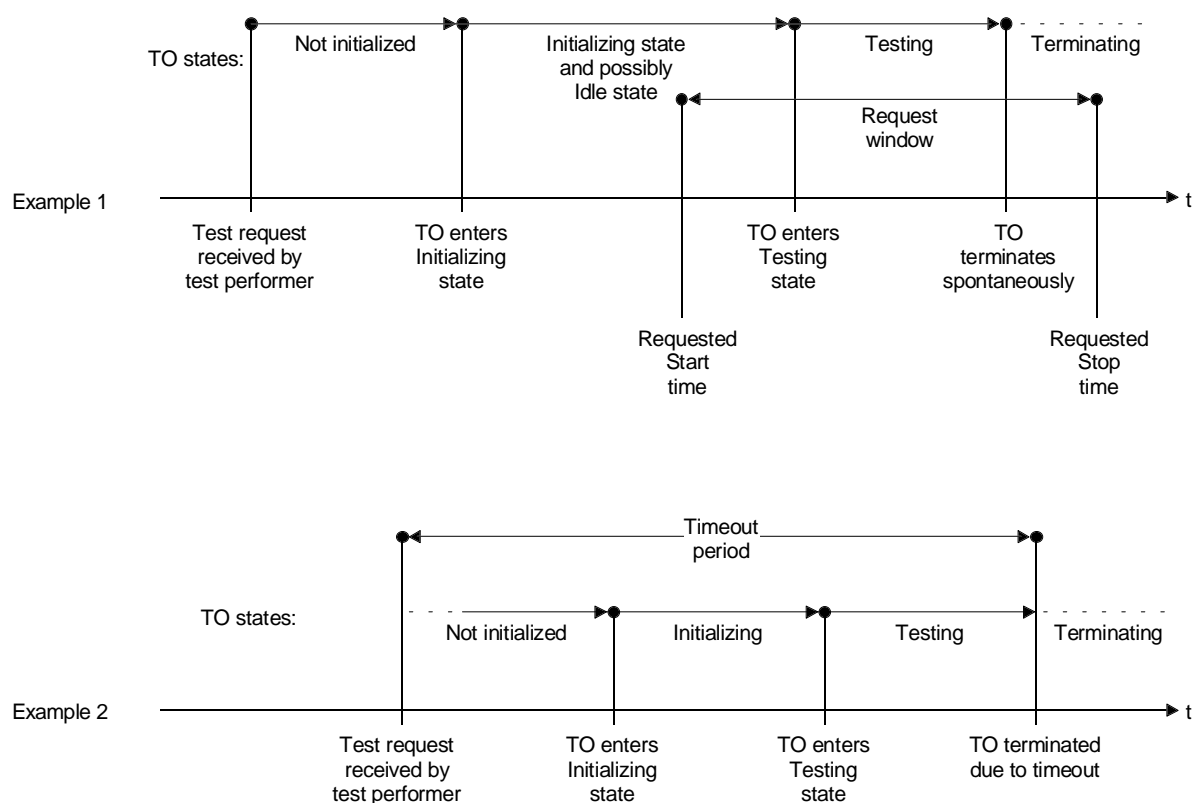 Not initialized
Initializing state
and possibly
Idle state
Testing
Terminating
TO states:
Request
window
Example 1
t
Test request
received by
test performer
TO enters
Initializing
state
TO enters
Testing
state
TO
terminates
spontaneously
Requested
Start
time
Requested
Stop
time
Timeout
period
TO states:
Not initialized
Initializing
Testing
Terminating
Example 2
t
Test request
received by
test performer
TO enters
Initializing
state
TO enters
Testing
state
TO terminated
due to timeout